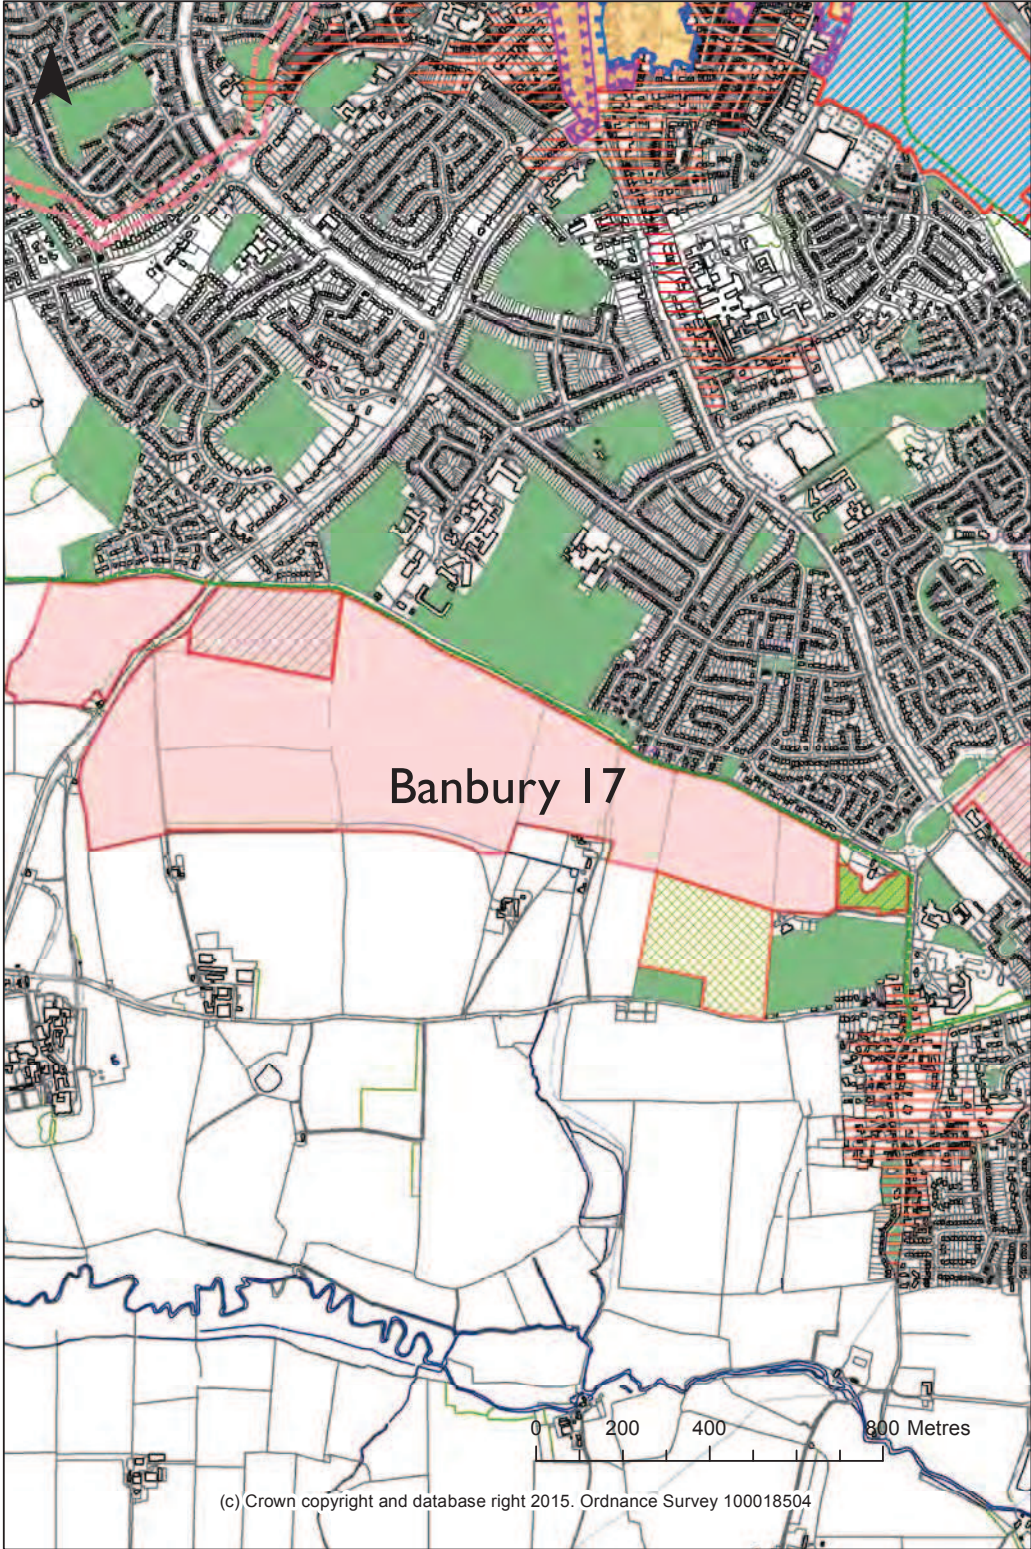 Banbury 17
0 200 400 800 Metres
(c) Crown copyright and database right 2015. Ordnance Survey 100018504